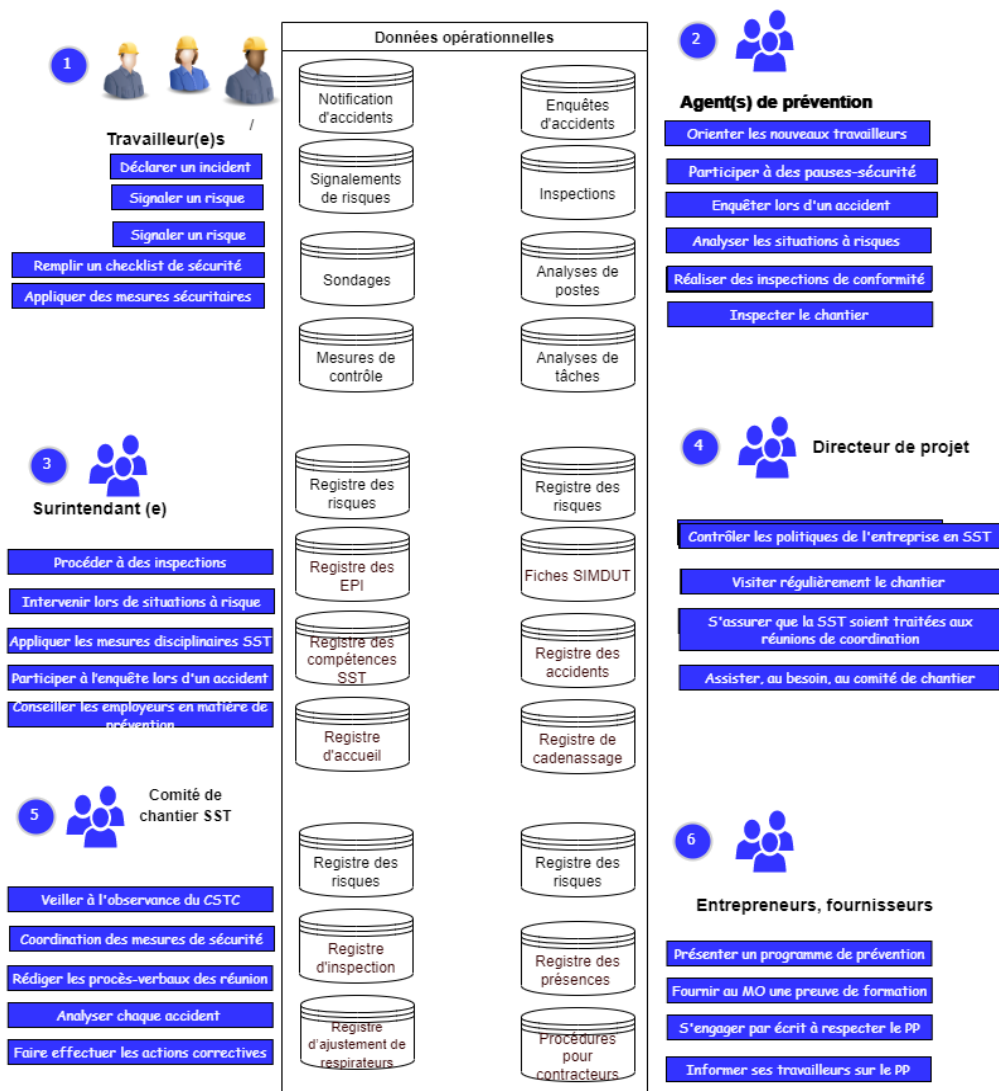 Données opérationnelles
1
/
Travailleur(e)s
Déclarer un incident
Signaler un risque
Signaler un risque
Remplir un checklist de sécurité
Appliquer des mesures sécuritaires
Notification
d'accidents
Enquêtes
d'accidents
Signalements
de risques
Inspections
Sondages
Analyses de
postes
Mesures de
contrôle
Analyses de
tâches
2
Agent(s) de prévention
Orienter les nouveaux travailleurs
Participer à des pauses-sécurité
Enquêter lors d'un accident
Analyser les situations à risques
Réaliser des inspections de conformité
Inspecter le chantier
3
Surintendant (e)
Procéder à des inspections
Intervenir lors de situations à risque
Appliquer les mesures disciplinaires SST
Participer à l'enquête lors d'un accident
Conseiller les employeurs en matière de
prévention
Registre des
risques
Registre des
risques
Registre des
EPI
Fiches SIMDUT
Registre des
compétences
SST
Registre des
accidents
Registre
d'accueil
Registre de
cadenassage
4
Directeur de projet
Contrôler les politiques de l'entreprise en SST
Visiter régulièrement le chantier
S'assurer que la SST soient traitées aux
réunions de coordination
Assister, au besoin, au comité de chantier
5
Comité de
chantier SST
Veiller à l'observance du CSTC
Coordination des mesures de sécurité
Rédiger les procès-verbaux des réunion
Analyser chaque accident
Faire effectuer les actions correctives
Registre des
risques
Registre des
risques
Registre
d'inspection
Registre des
présences
Registre
d'ajustement de
respirateurs
Procédures
pour
contracteurs
6
Entrepreneurs, fournisseurs
Présenter un programme de prévention
Fournir au MO une preuve de formation
S'engager par écrit à respecter le PP
Informer ses travailleurs sur le PP